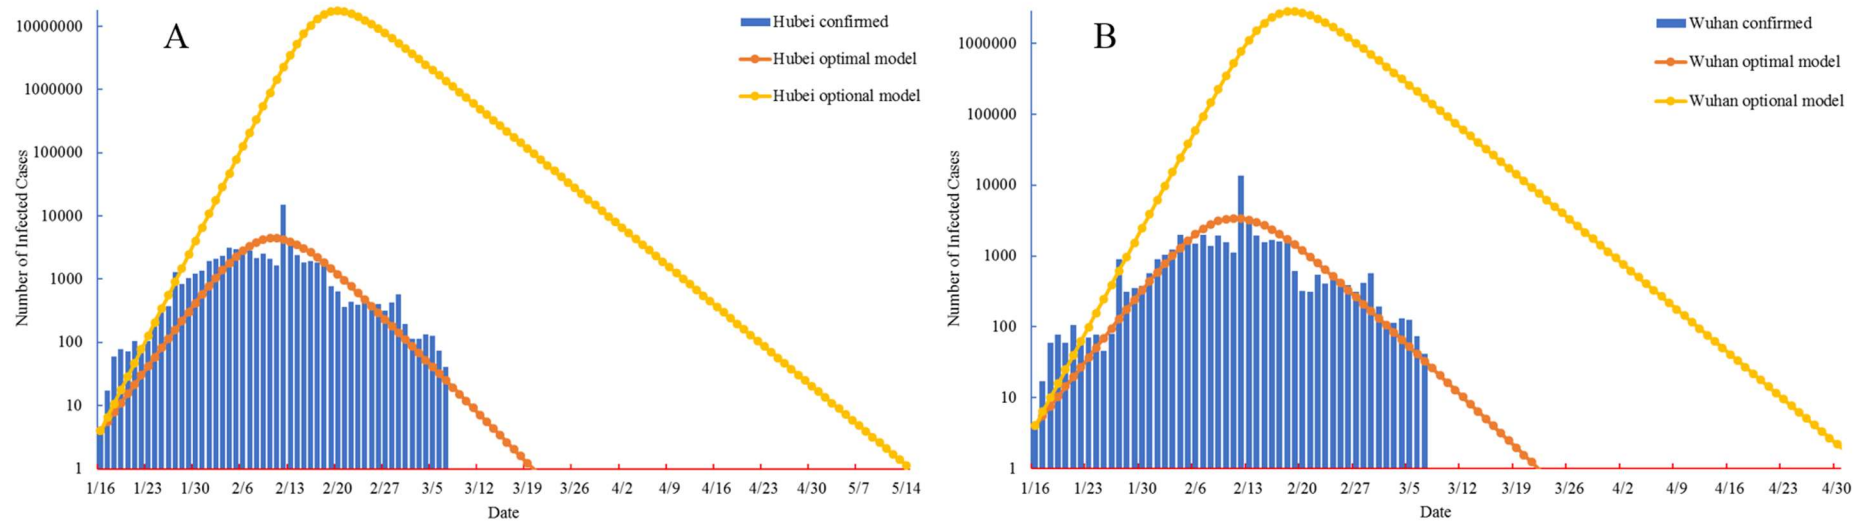 A
Hubei confirmed
Hubei optimal model
Hubei optional model
Number of Infected Cases
10000000
1000000
100000
10000
1000
100
10
1
1/16 1/23 1/30 2/6 2/13 2/20 2/27 3/5 3/12 3/19 3/26 4/2 4/9 4/16 4/23 4/30 5/7 5/14
Date
B
Wuhan confirmed
Wuhan optimal model
Wuhan optional model
Number of Infected Cases
1000000
100000
10000
1000
100
10
1
1/16 1/23 1/30 2/6 2/13 2/20 2/27 3/5 3/12 3/19 3/26 4/2 4/9 4/16 4/23 4/30
Date